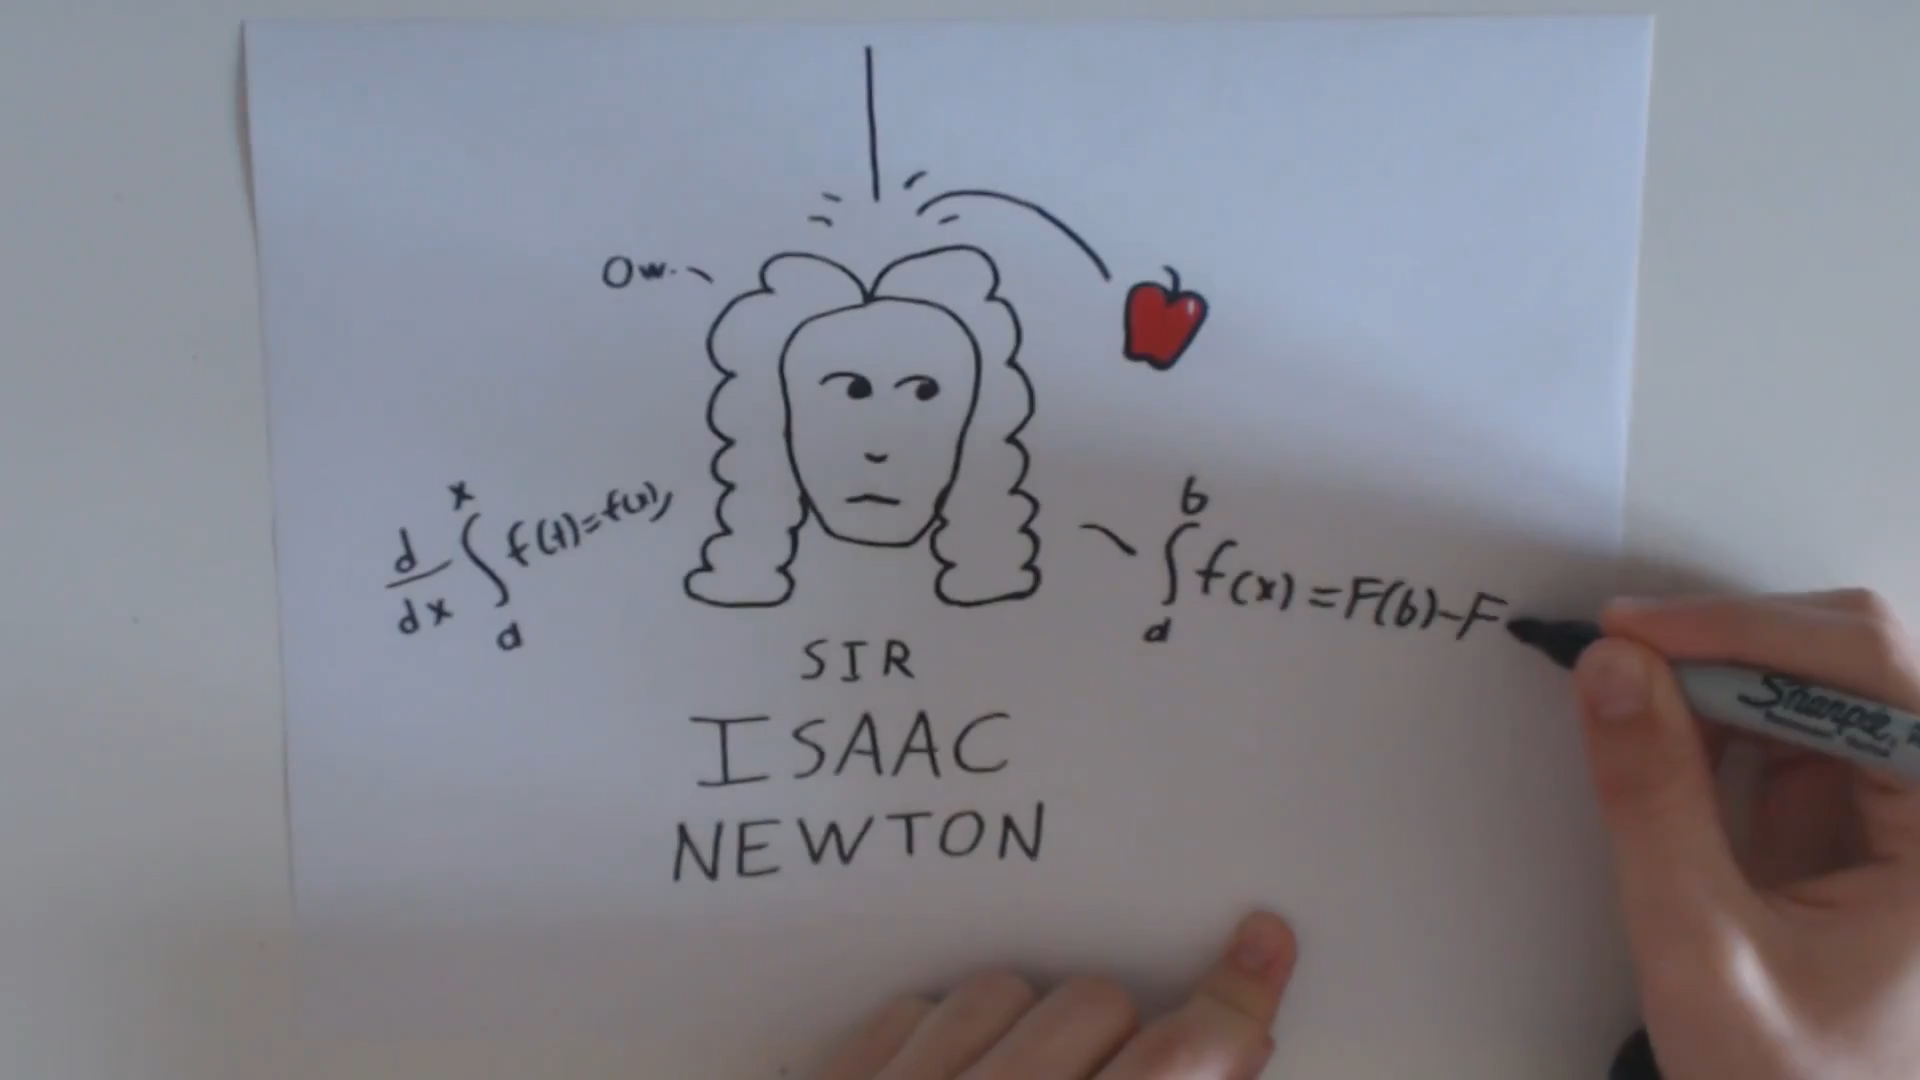 Ow.
d/dx ∫_a^x f(t)=f(x)
∫_a^b f(x)=F(b)-F
SIR
ISAAC
NEWTON
Sharpie